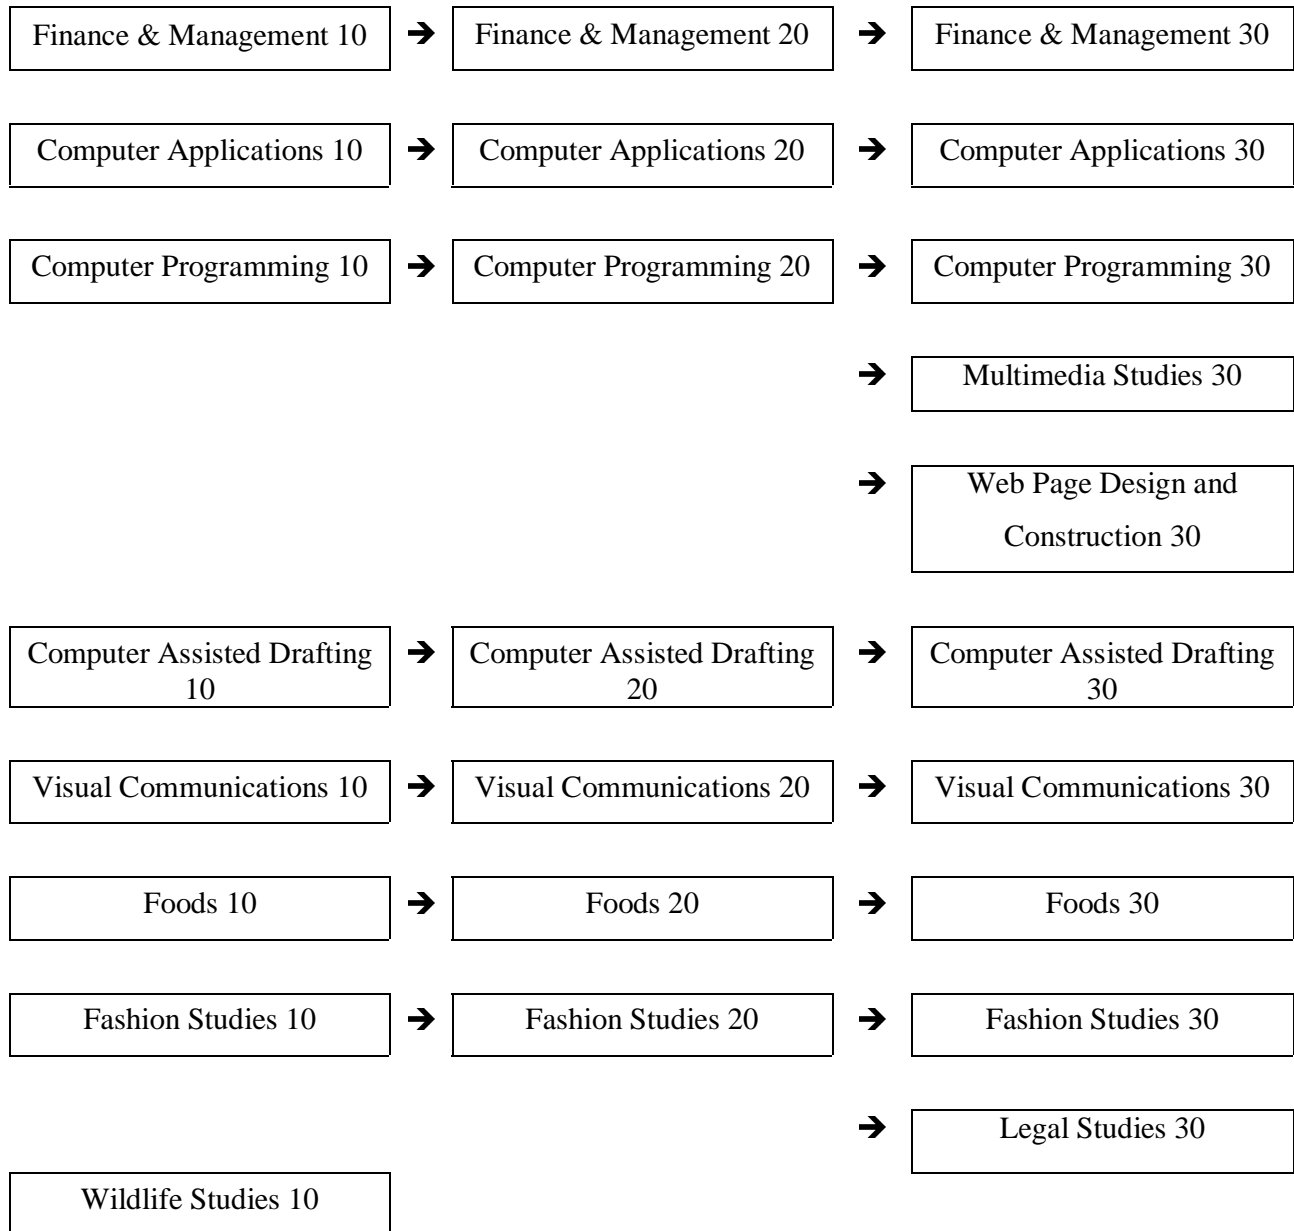 Finance & Management 10 → Finance & Management 20 → Finance & Management 30
Computer Applications 10 → Computer Applications 20 → Computer Applications 30
Computer Programming 10 → Computer Programming 20 → Computer Programming 30
→ Multimedia Studies 30
→ Web Page Design and
Construction 30
Computer Assisted Drafting → Computer Assisted Drafting → Computer Assisted Drafting
10 20 30
Visual Communications 10 → Visual Communications 20 → Visual Communications 30
Foods 10 → Foods 20 → Foods 30
Fashion Studies 10 → Fashion Studies 20 → Fashion Studies 30
→ Legal Studies 30
Wildlife Studies 10